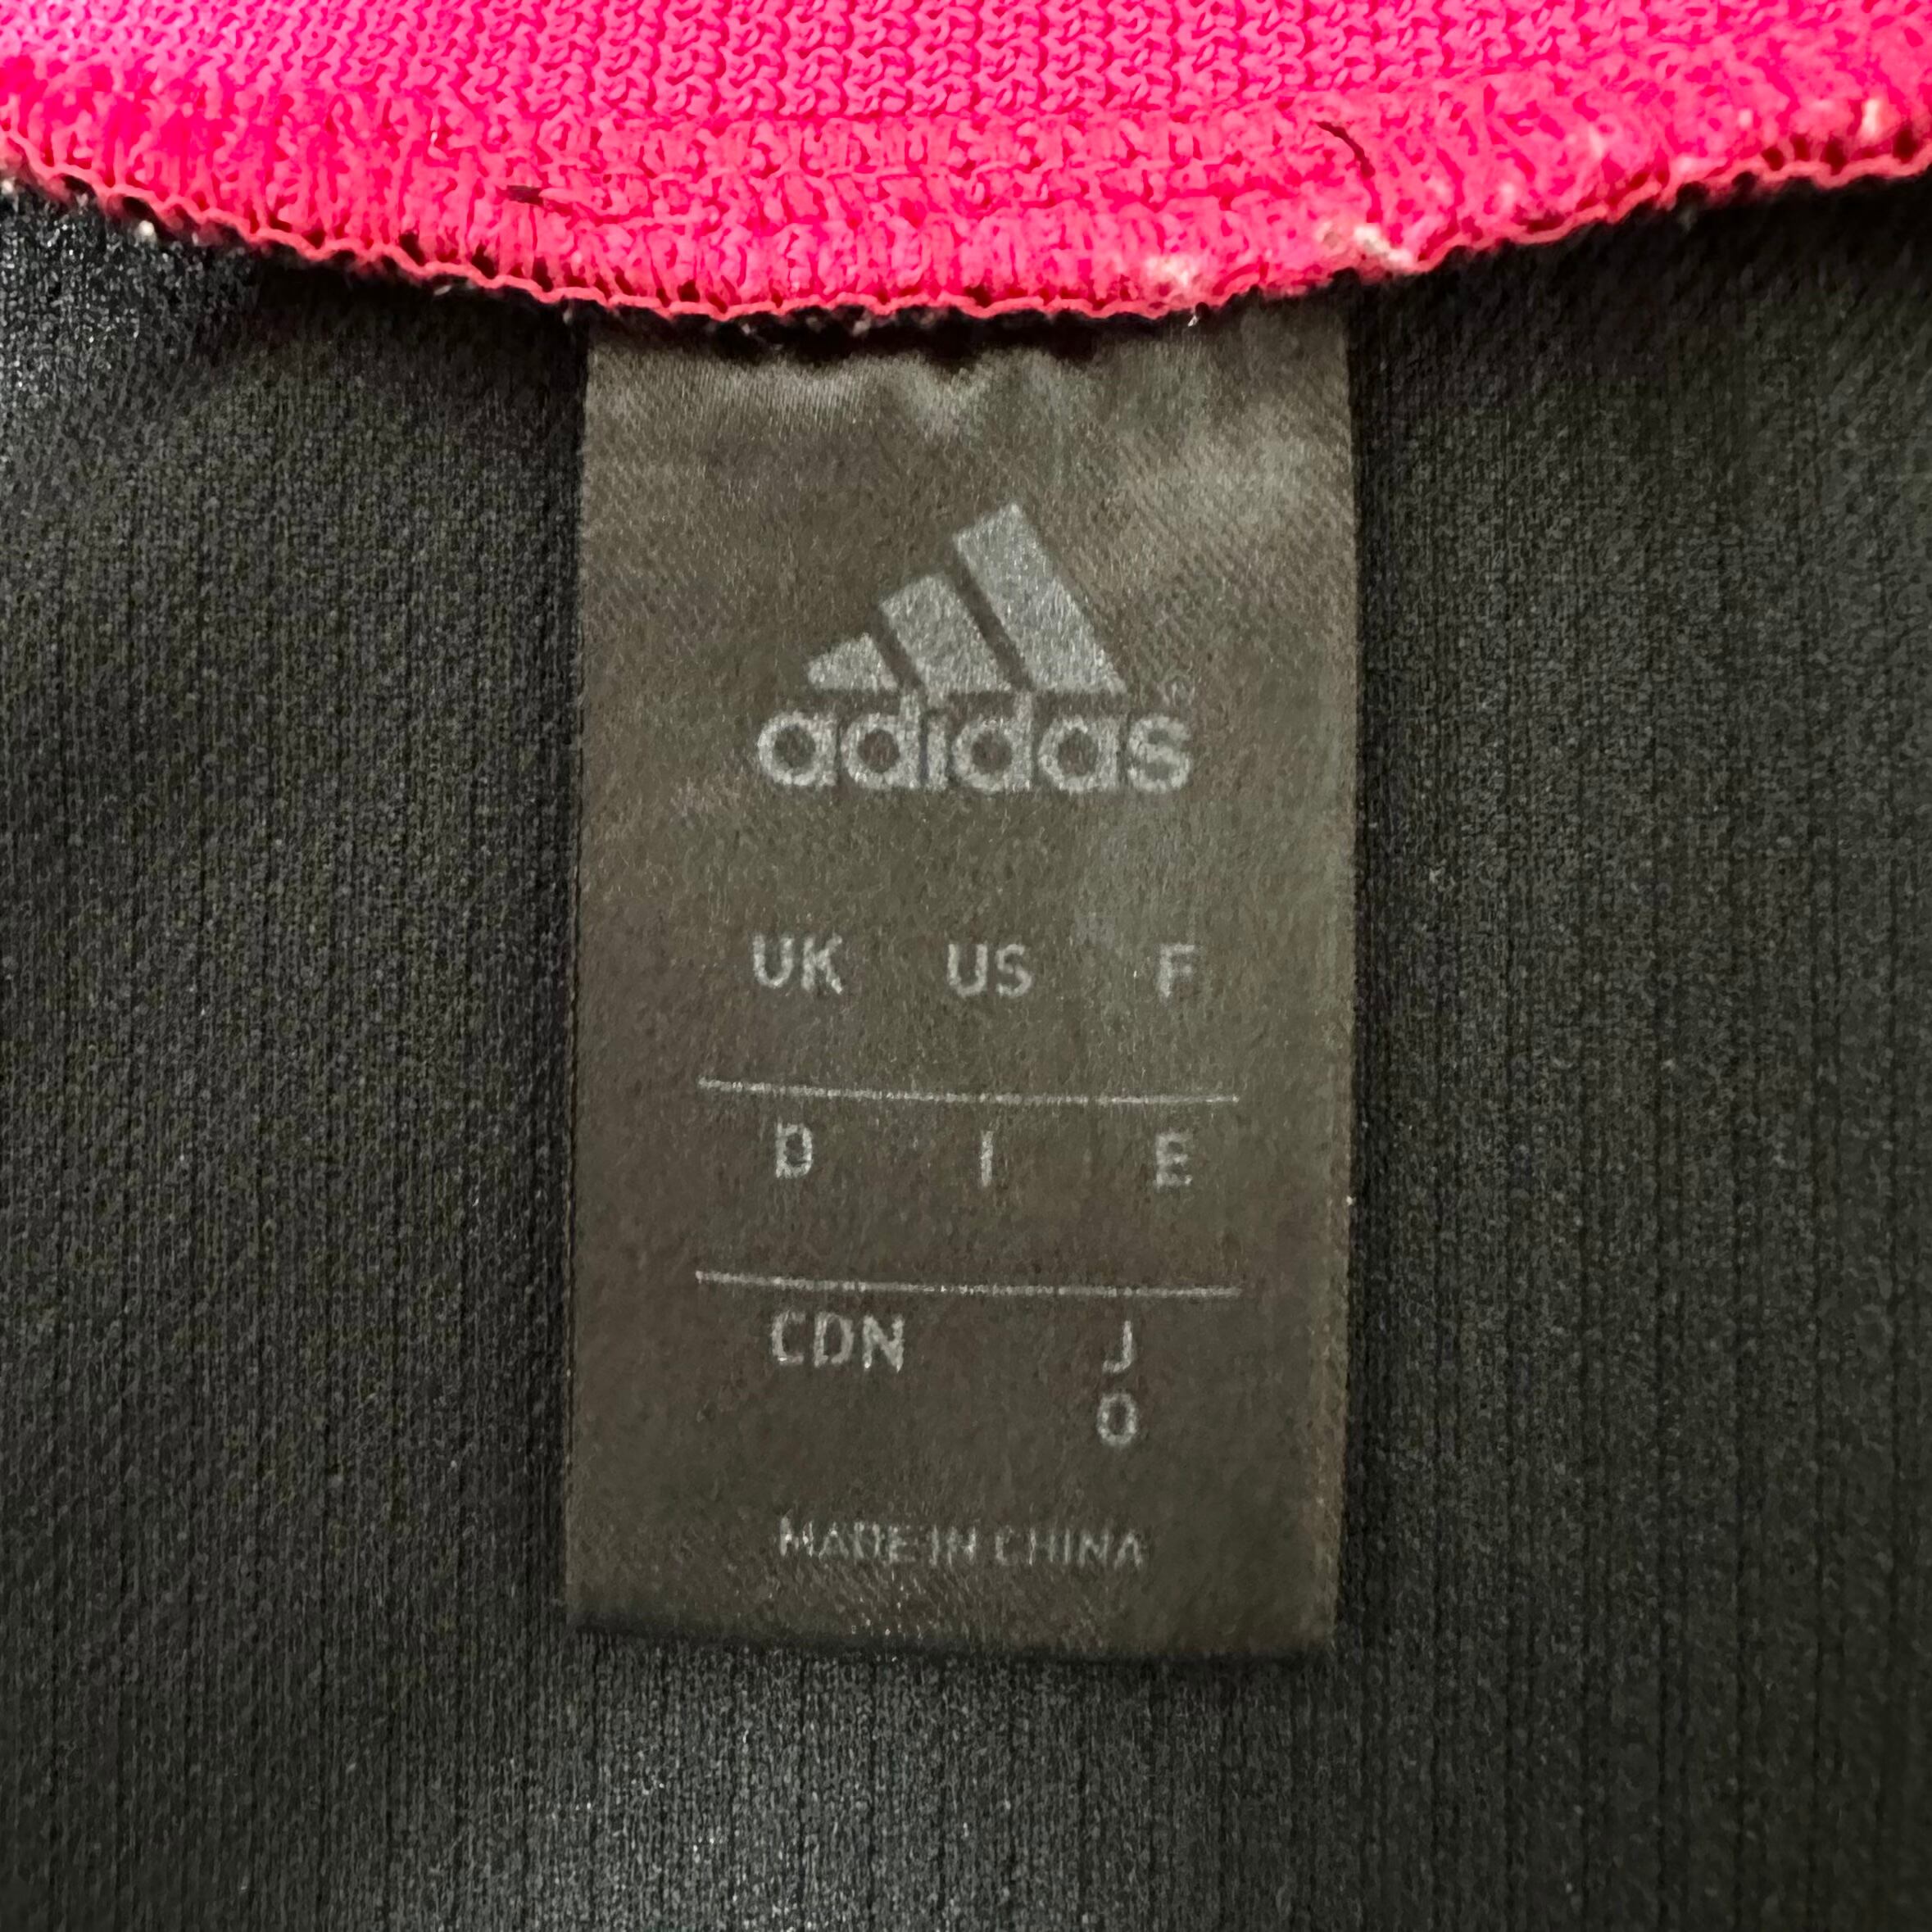 adidas®
UK US F
D I E
CDN J
O
MADE IN CHINA